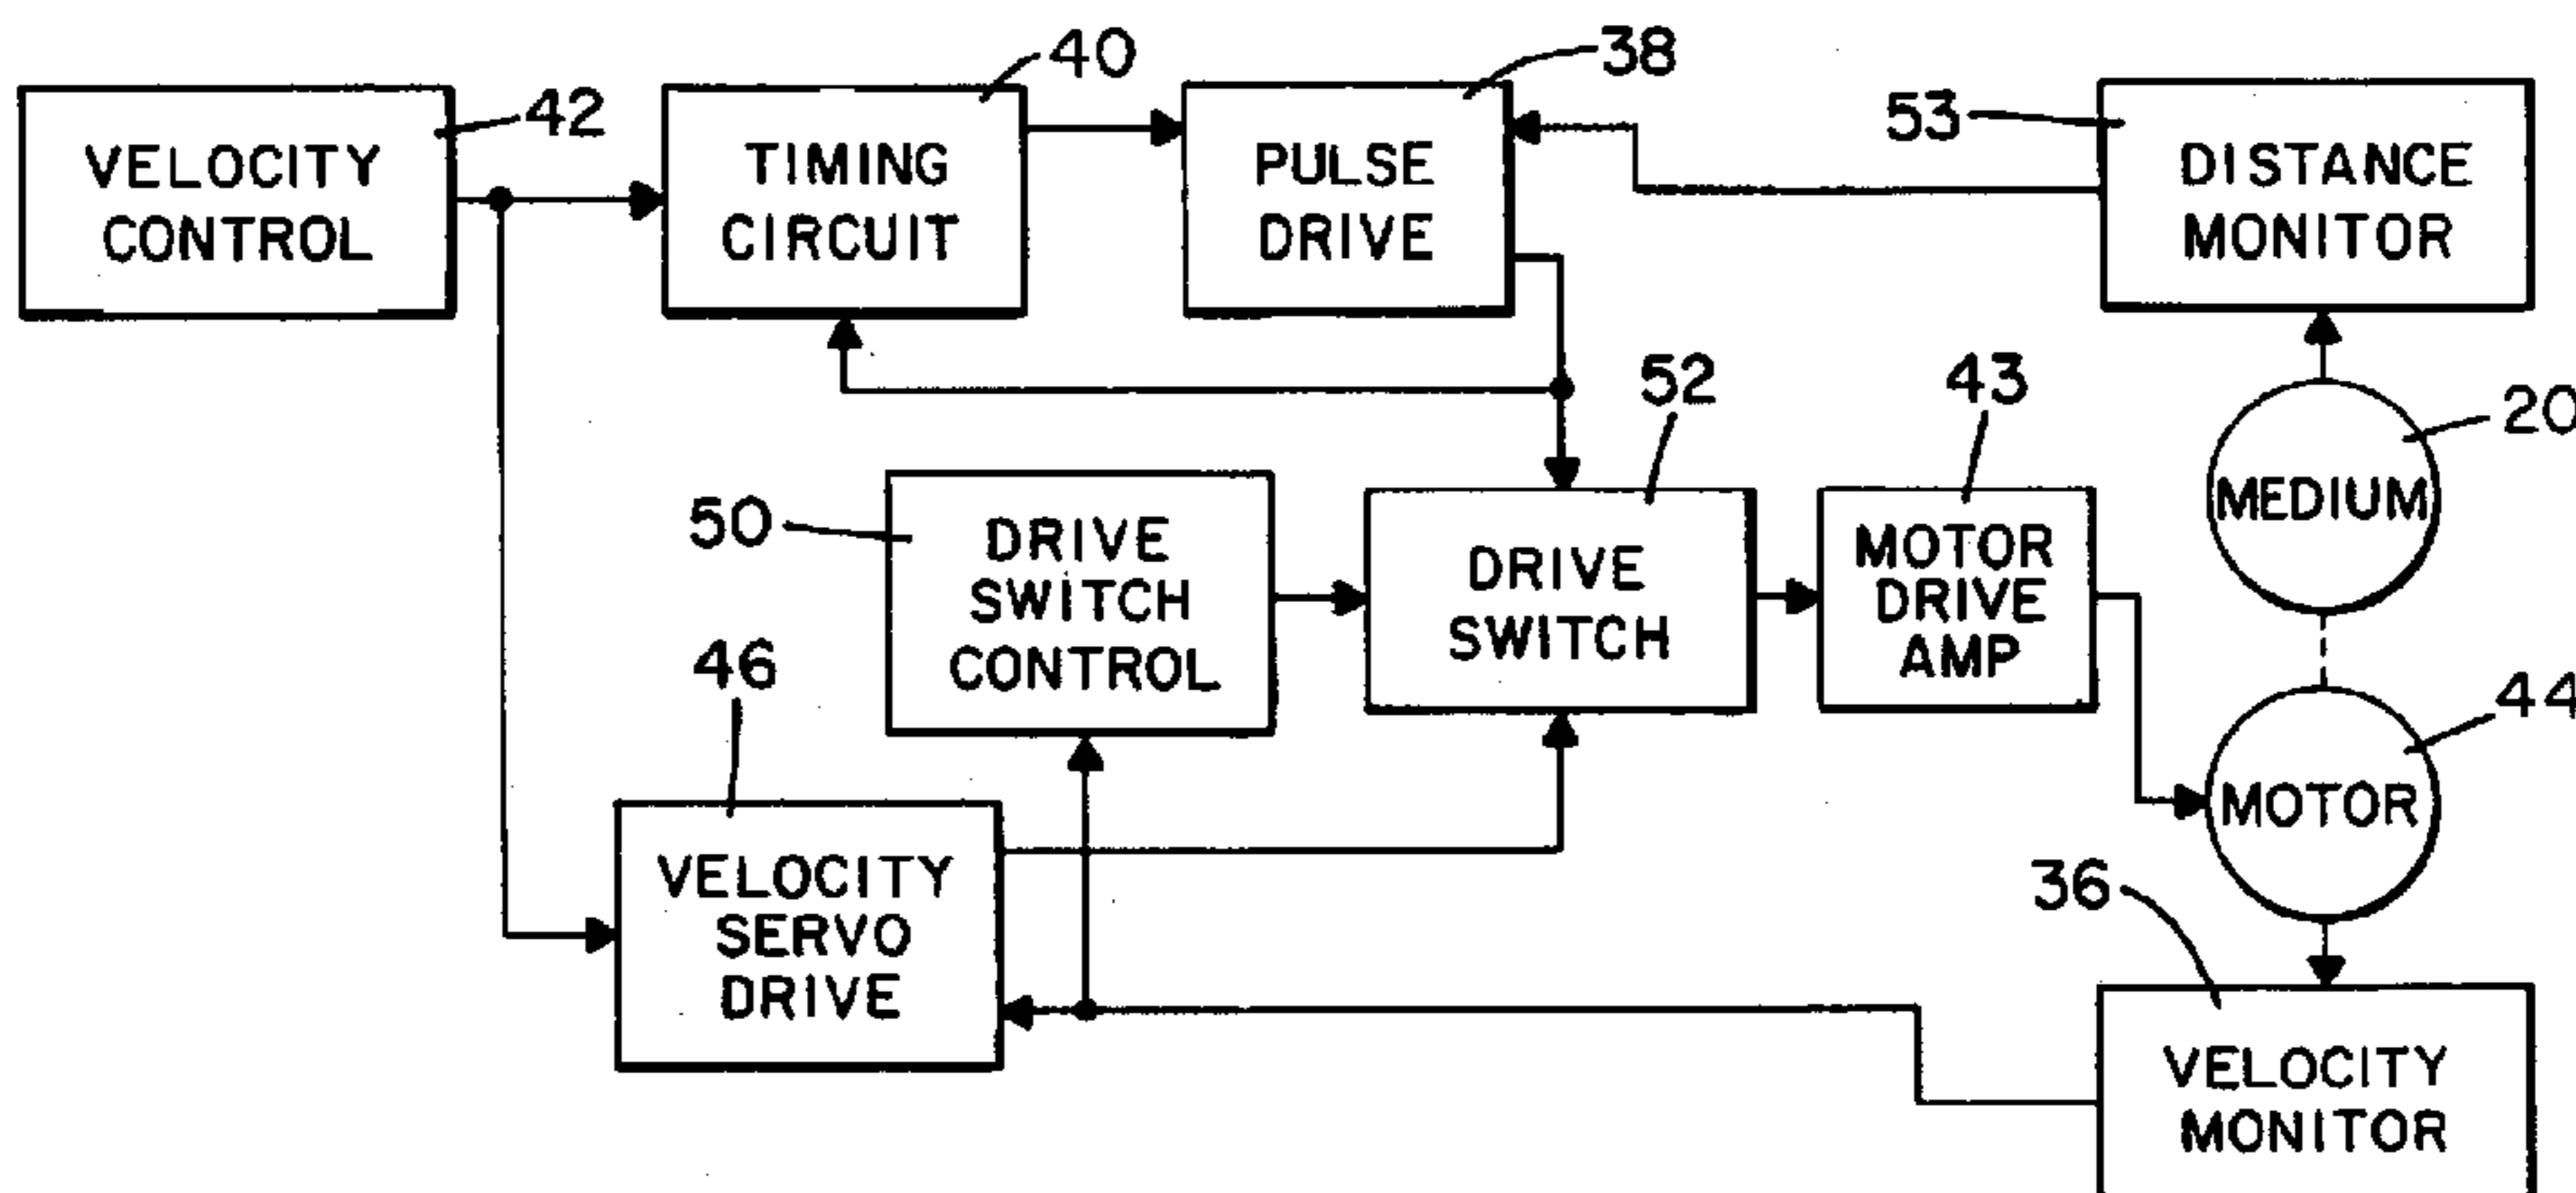 40
38
42
VELOCITY
CONTROL
TIMING
CIRCUIT
PULSE
DRIVE
53
DISTANCE
MONITOR
52
43
20
MEDIUM
50
DRIVE
SWITCH
CONTROL
DRIVE
SWITCH
MOTOR
DRIVE
AMP
46
44
MOTOR
VELOCITY
SERVO
DRIVE
36
VELOCITY
MONITOR